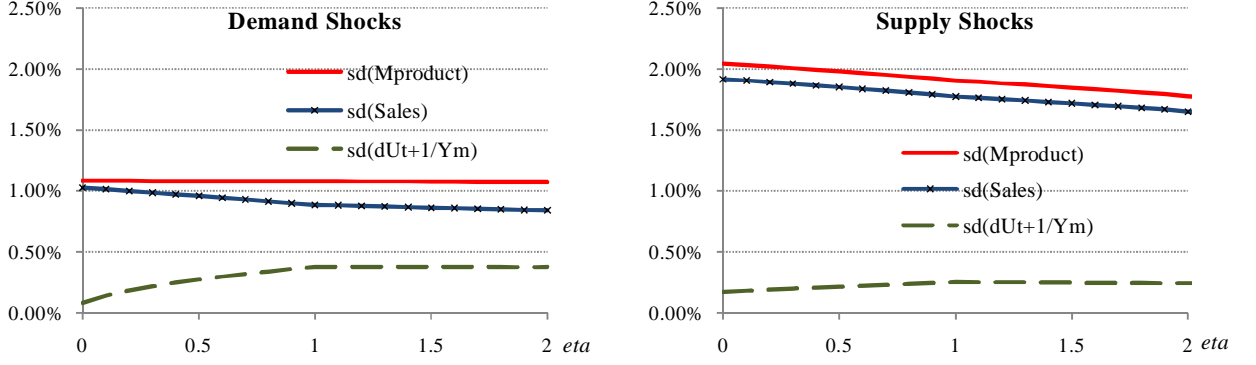 Demand Shocks
2.50%
2.00%
1.50%
1.00%
0.50%
0.00%
sd(Mproduct)
sd(Sales)
sd(dUt+1/Ym)
0 0.5 1 1.5 2 eta
Supply Shocks
2.50%
2.00%
1.50%
1.00%
0.50%
0.00%
sd(Mproduct)
sd(Sales)
sd(dUt+1/Ym)
0 0.5 1 1.5 2 eta